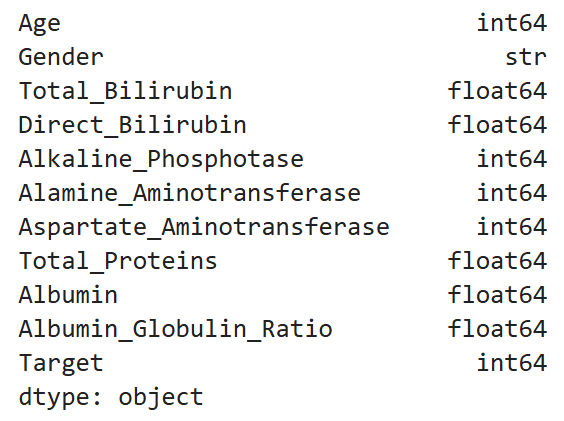 Age int64
Gender str
Total_Bilirubin float64
Direct_Bilirubin float64
Alkaline_Phosphotase int64
Alamine_Aminotransferase int64
Aspartate_Aminotransferase int64
Total_Proteins float64
Albumin float64
Albumin_Globulin_Ratio float64
Target int64
dtype: object